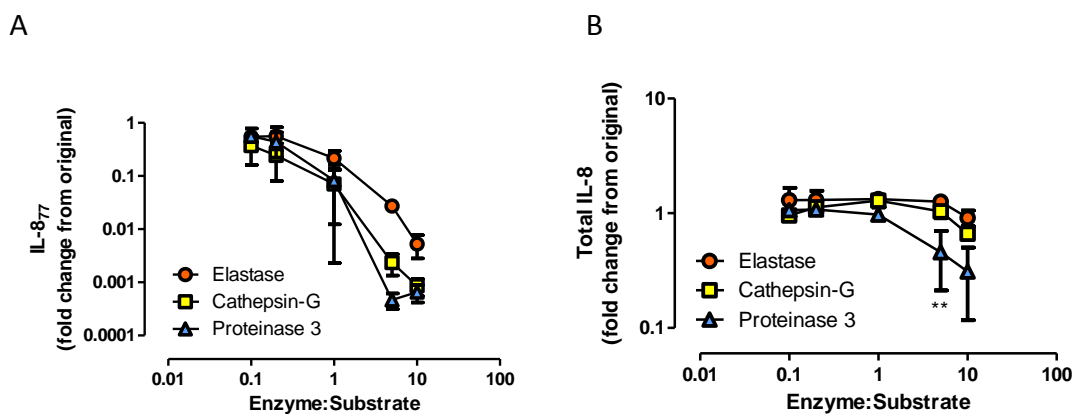 A
IL-8₇₇
(fold change from original)
1
0.1
0.01
0.001
0.0001
Elastase
Cathepsin-G
Proteinase 3
0.01 0.1 1 10 100
Enzyme:Substrate
B
Total IL-8
(fold change from original)
10
1
0.1
Elastase
Cathepsin-G
Proteinase 3
**
0.01 0.1 1 10 100
Enzyme:Substrate